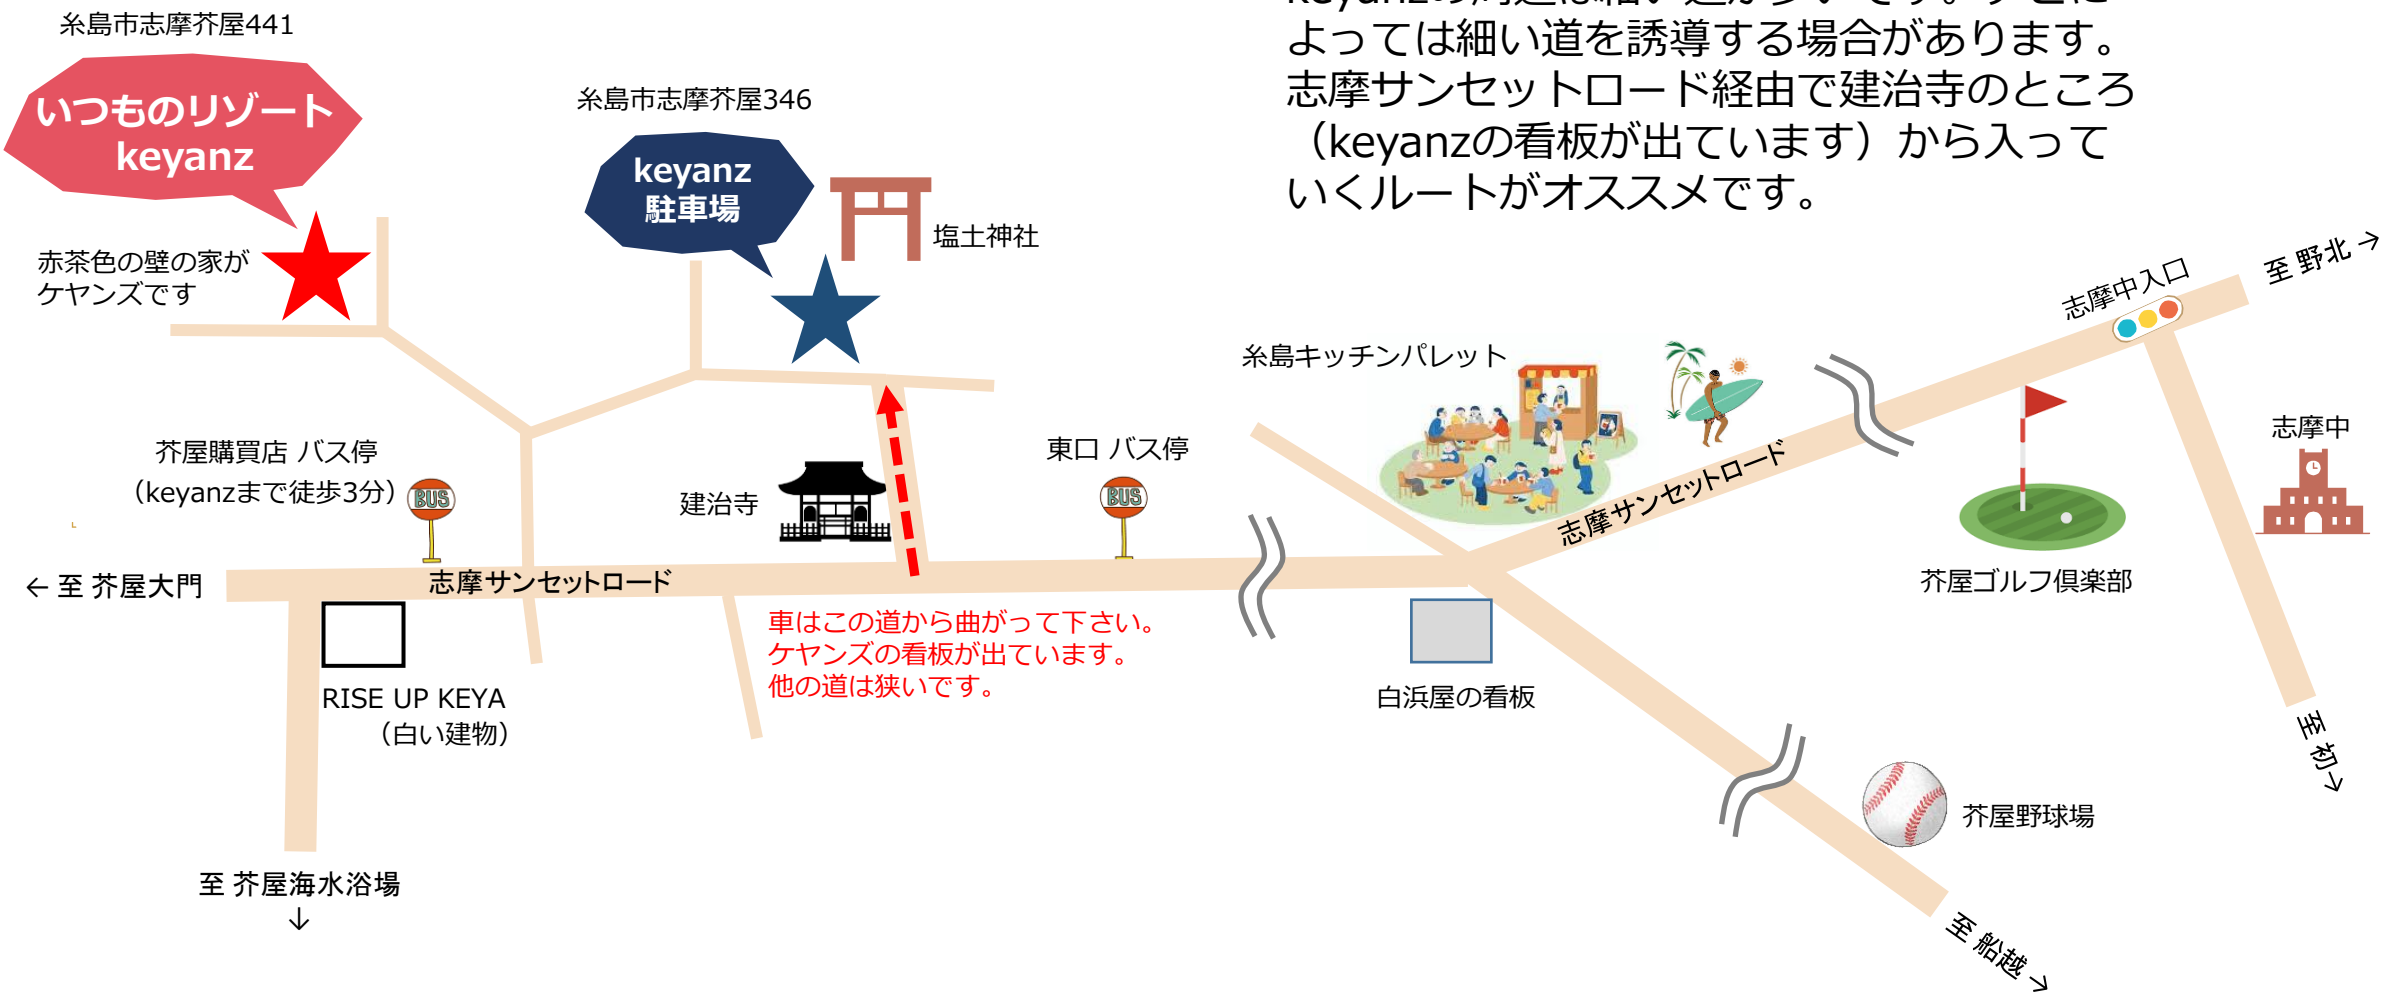 糸島市志摩芥屋441
いつものリゾート
keyanz
赤茶色の壁の家が
ケヤンズです
糸島市志摩芥屋346
keyanz
駐車場
塩土神社
よっては細い道を誘導する場合があります。
志摩サンセットロード経由で建治寺のところ
（keyanzの看板が出ています）から入って
いくルートがオススメです。
至 野北→
志摩中入口
糸島キッチンパレット
志摩サンセットロード
志摩中
芥屋購買店 バス停
（keyanzまで徒歩3分）
BUS
建治寺
東口 バス停
BUS
芥屋ゴルフ倶楽部
←至 芥屋大門
志摩サンセットロード
車はこの道から曲がって下さい。
ケヤンズの看板が出ています。
他の道は狭いです。
RISE UP KEYA
（白い建物）
白浜屋の看板
至 初→
芥屋野球場
至 芥屋海水浴場
↓
至 船越→